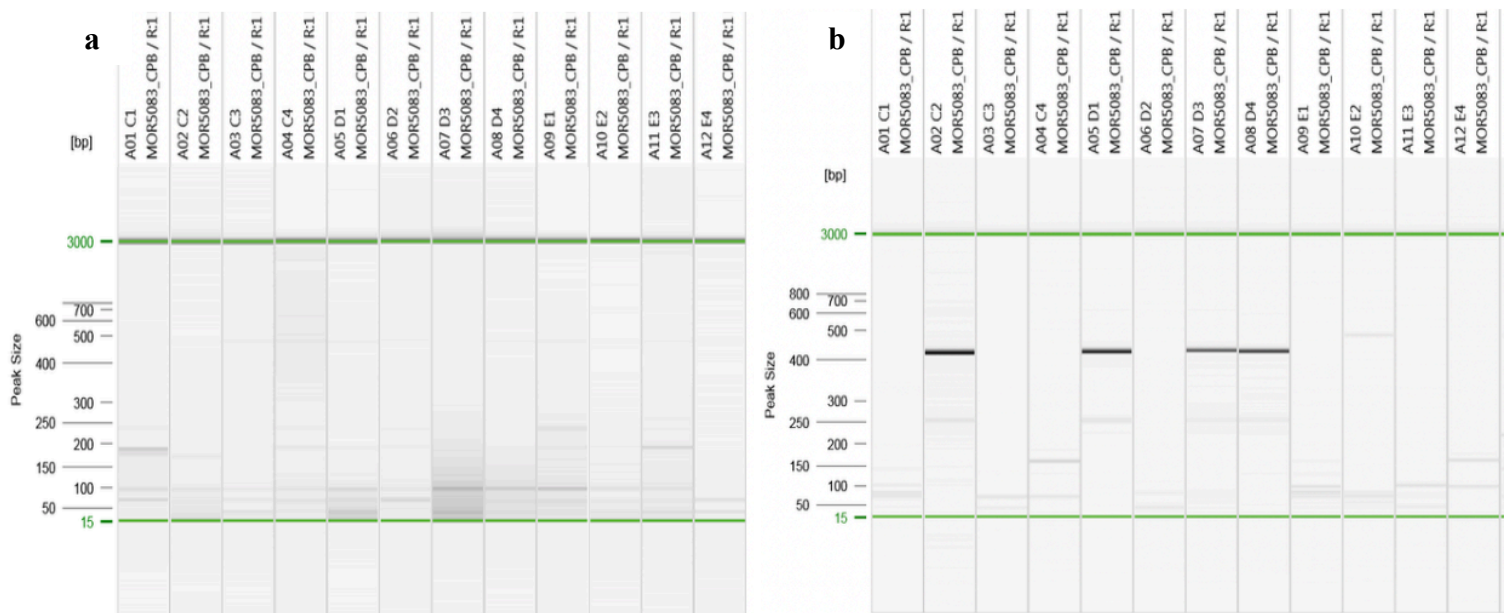 a
[bp]
A01 C1
MOR5083_CPB / R:1
A02 C2
MOR5083_CPB / R:1
A03 C3
MOR5083_CPB / R:1
A04 C4
MOR5083_CPB / R:1
A05 D1
MOR5083_CPB / R:1
A06 D2
MOR5083_CPB / R:1
A07 D3
MOR5083_CPB / R:1
A08 D4
MOR5083_CPB / R:1
A09 E1
MOR5083_CPB / R:1
A10 E2
MOR5083_CPB / R:1
A11 E3
MOR5083_CPB / R:1
A12 E4
MOR5083_CPB / R:1
Peak Size
3000
700
600
500
400
300
250
200
150
100
50
15
b
[bp]
A01 C1
MOR5083_CPB / R:1
A02 C2
MOR5083_CPB / R:1
A03 C3
MOR5083_CPB / R:1
A04 C4
MOR5083_CPB / R:1
A05 D1
MOR5083_CPB / R:1
A06 D2
MOR5083_CPB / R:1
A07 D3
MOR5083_CPB / R:1
A08 D4
MOR5083_CPB / R:1
A09 E1
MOR5083_CPB / R:1
A10 E2
MOR5083_CPB / R:1
A11 E3
MOR5083_CPB / R:1
A12 E4
MOR5083_CPB / R:1
Peak Size
3000
800
700
600
500
400
300
250
200
150
100
50
15